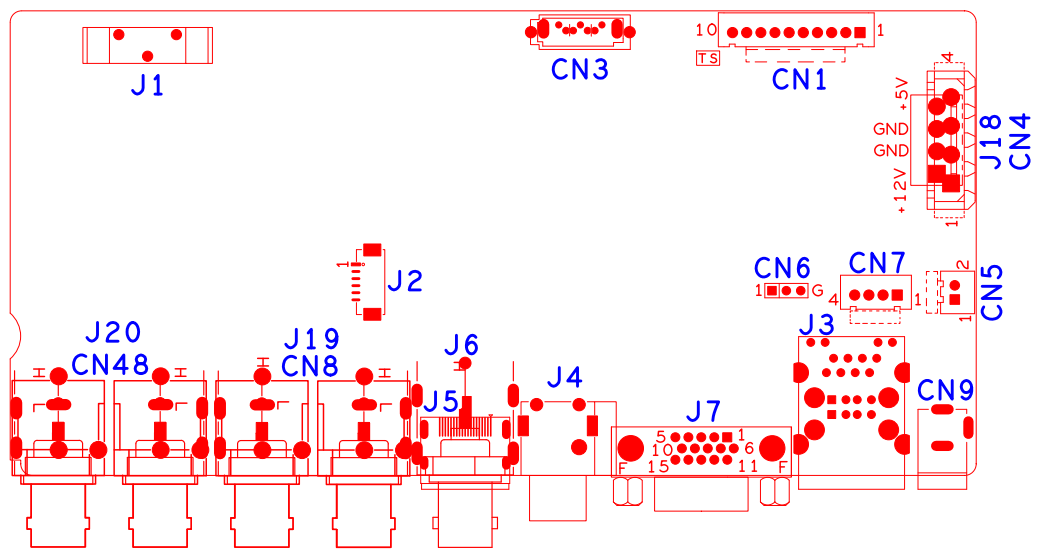 10 1
TS
J1
CN3
CN1
4
+5V
GND
GND
+12V
1
J18
CN4
1
J2
CN6
1 G
CN7
4 1
2
CN5
1
J3
J20
CN48
J19
CN8
J6
J5
J4
J7
CN9
5 1
10 6
15 11
F F
H H H H H